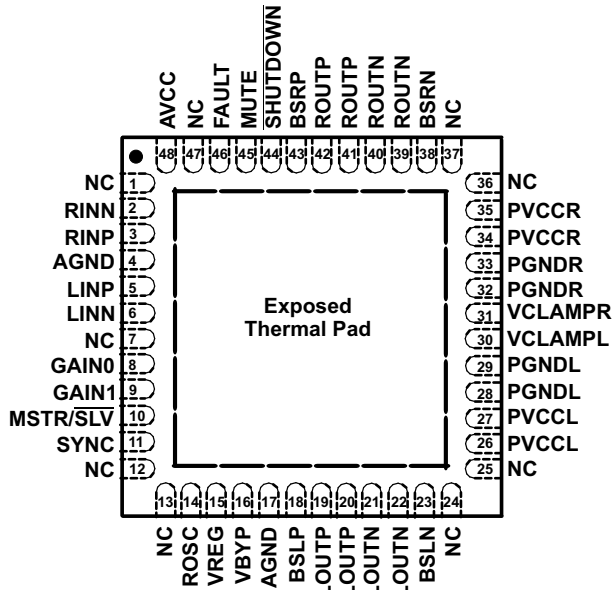 AVCC
NC
FAULT
MUTE
SHUTDOWN
BSRP
ROUTP
ROUTP
ROUTN
ROUTN
BSRN
NC
48 47 46 45 44 43 42 41 40 39 38 37
NC 1
RINN 2
RINP 3
AGND 4
LINP 5
LINN 6
NC 7
GAIN0 8
GAIN1 9
MSTR/SLV 10
SYNC 11
NC 12
Exposed
Thermal Pad
36 NC
35 PVCCR
34 PVCCR
33 PGNDR
32 PGNDR
31 VCLAMPR
30 VCLAMPL
29 PGNDL
28 PGNDL
27 PVCCL
26 PVCCL
25 NC
13 14 15 16 17 18 19 20 21 22 23 24
NC
ROSC
VREG
VBYP
AGND
BSLP
_OUTP
_OUTP
_OUTN
_OUTN
BSLN
NC